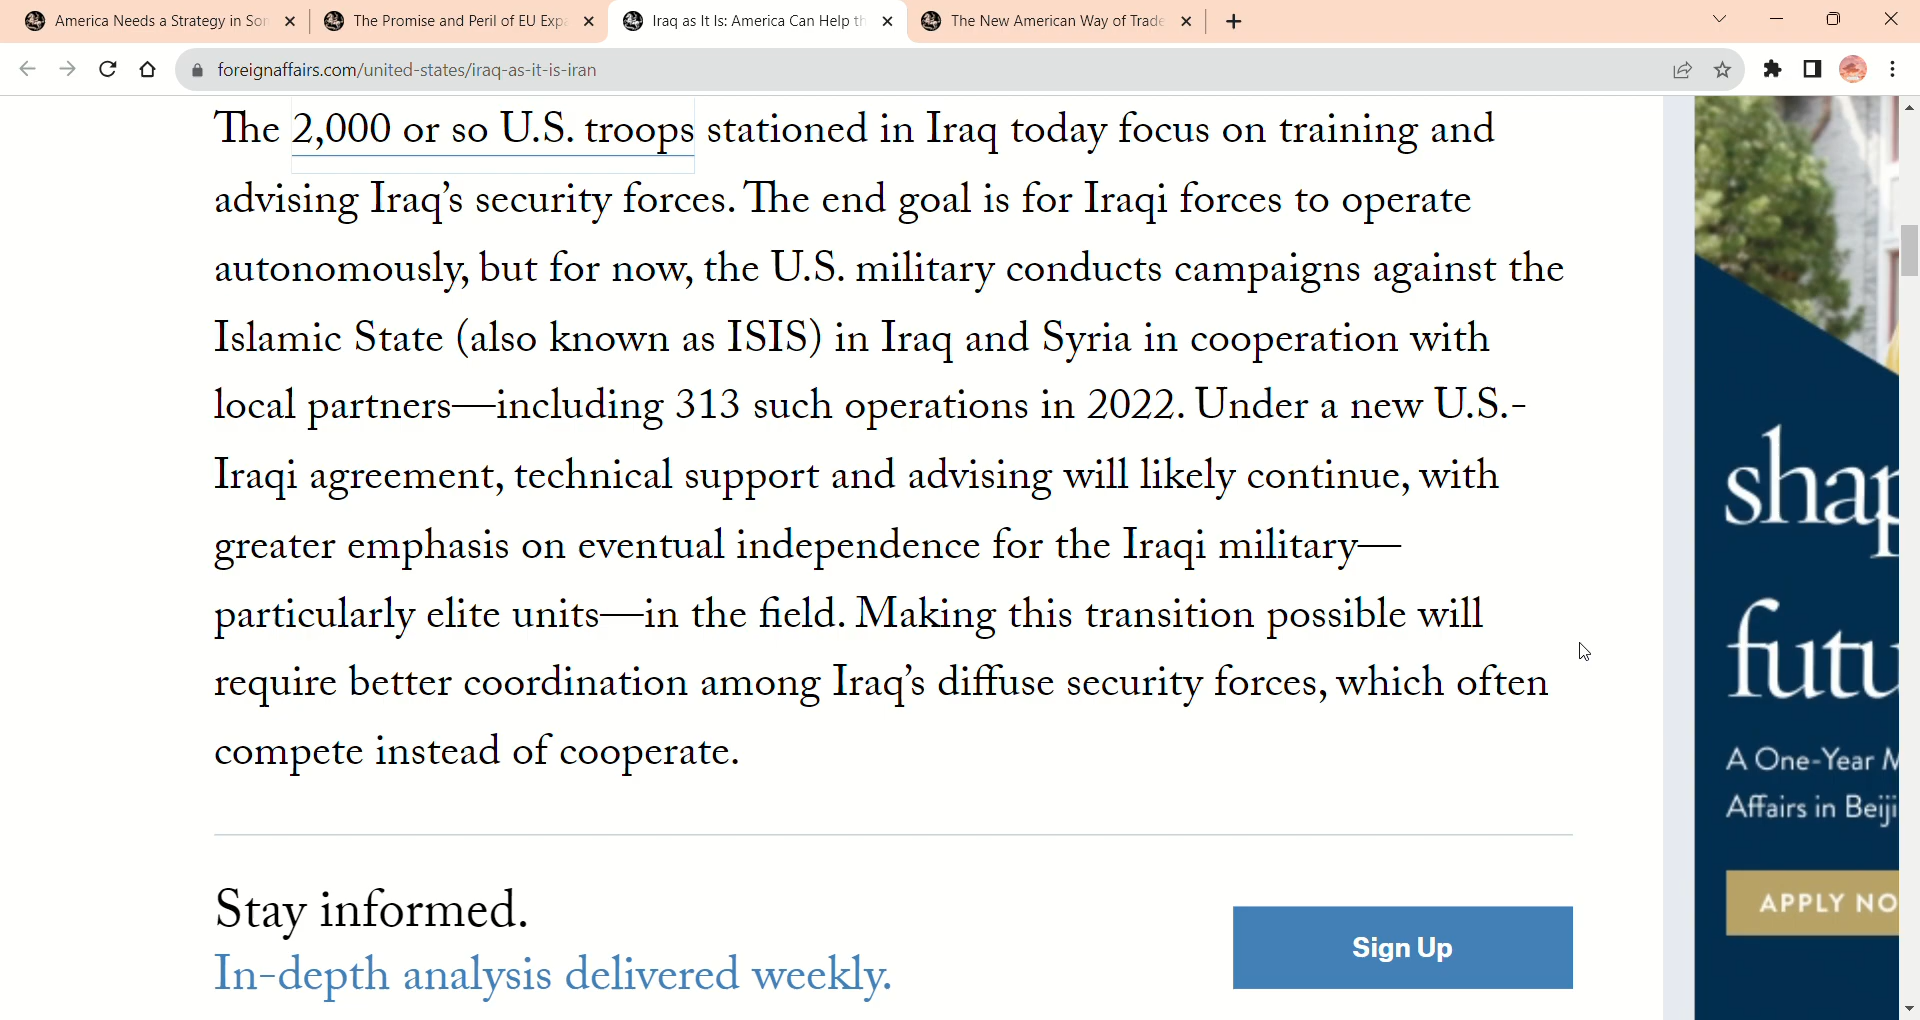 America Needs a Strategy in So
The Promise and Peril of EU Exp
Iraq as It Is: America Can Help th
The New American Way of Trade
foreignaffairs.com/united-states/iraq-as-it-is-iran
The 2,000 or so U.S. troops stationed in Iraq today focus on training and
advising Iraq’s security forces. The end goal is for Iraqi forces to operate
autonomously, but for now, the U.S. military conducts campaigns against the
Islamic State (also known as ISIS) in Iraq and Syria in cooperation with
local partners—including 313 such operations in 2022. Under a new U.S.-
Iraqi agreement, technical support and advising will likely continue, with
greater emphasis on eventual independence for the Iraqi military—
particularly elite units—in the field. Making this transition possible will
require better coordination among Iraq’s diffuse security forces, which often
compete instead of cooperate.
Stay informed.
In-depth analysis delivered weekly.
Sign Up
shap
futu
A One-Year M
Affairs in Beiji
APPLY NO